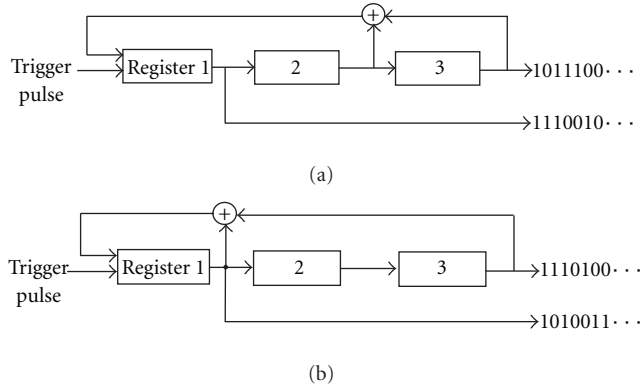 +
Trigger pulse
Register 1
2
3
1011100· · ·
1110010· · ·
(a)
+
Trigger pulse
Register 1
2
3
1110100· · ·
1010011· · ·
(b)